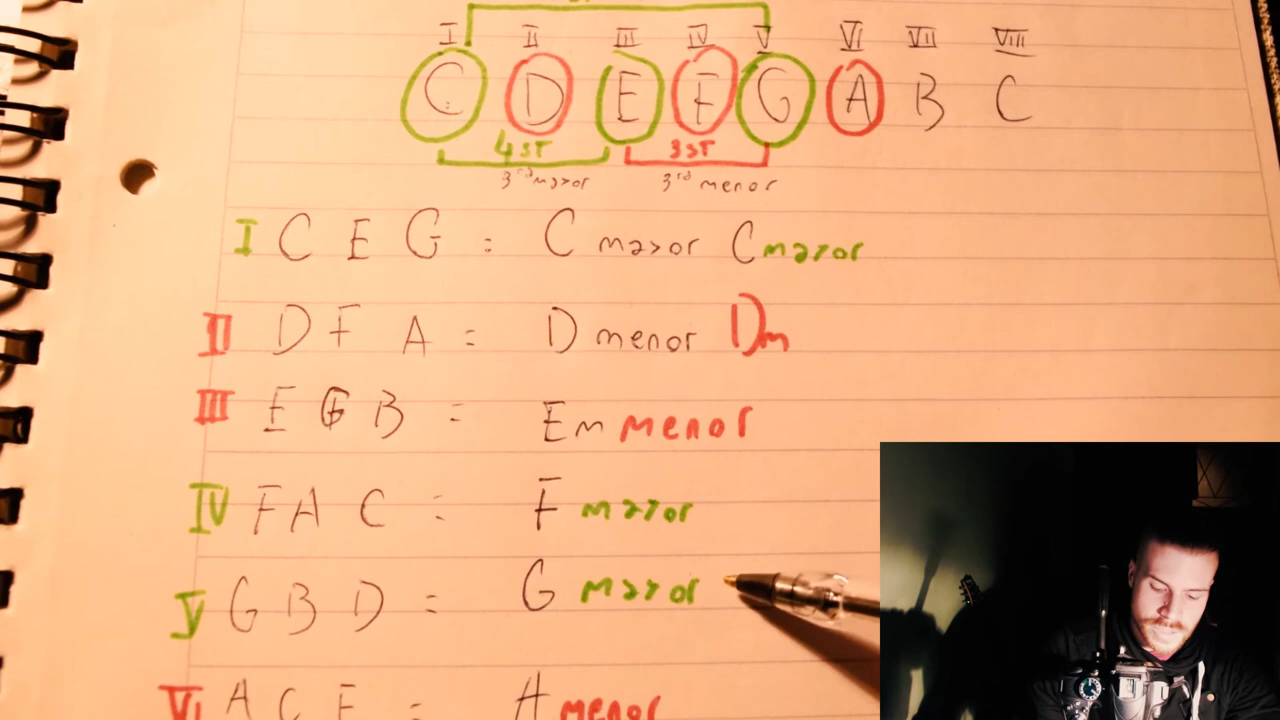 I II III IV V VI VII VIII
C D E F G A B C
4ST 3ST
3rd mayor 3rd menor
I C E G : C mayor C mayor
II D F A = D menor Dm
III E G B = Em menor
IV F A C = F mayor
V G B D = G mayor
VI A C E = A menor